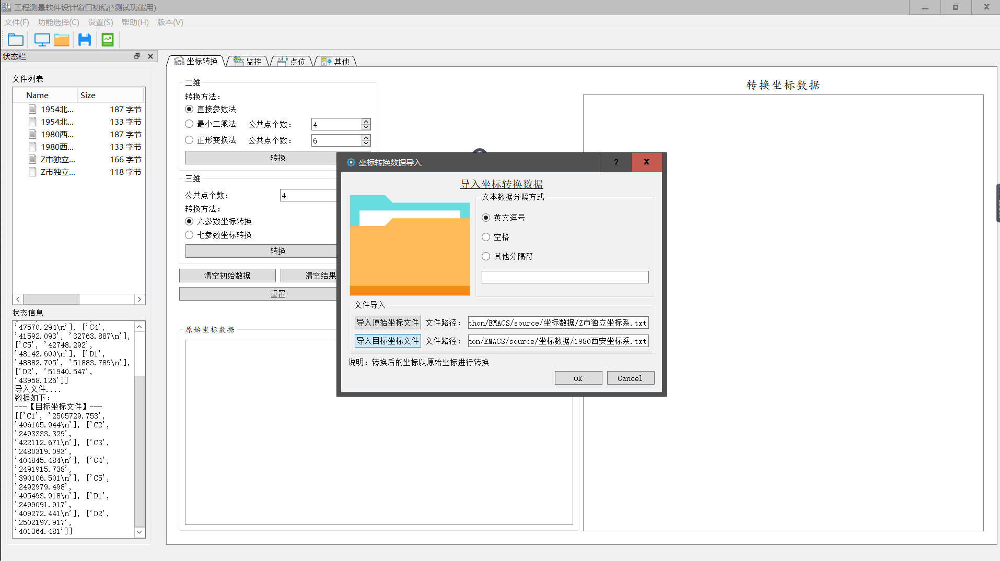 工程测量软件设计窗口初稿(*测试功能用)
文件(F) 功能选择(C) 设置(S) 帮助(H) 版本(V)
状态栏
文件列表
Name Size
1954北... 187 字节
1954北... 133 字节
1980西... 187 字节
1980西... 133 字节
Z市独立... 166 字节
Z市独立... 118 字节
状态信息
'47570.294\n'], ['C4',
'41592.093', '32763.887\n'],
['C5', '42748.292',
'48142.600\n'], ['D1',
'48882.705', '51883.789\n'],
['D2', '51940.547',
'43958.126']]
导入文件....
数据如下:
---【目标坐标文件】---
[['C1', '2505729.753',
'406105.944\n'], ['C2',
'2493333.329',
'422112.671\n'], ['C3',
'2480319.093',
'404845.484\n'], ['C4',
'2491915.738',
'390106.501\n'], ['C5',
'2492979.498',
'405493.918\n'], ['D1',
'2499091.917',
'409272.441\n'], ['D2',
'2502197.917',
'401364.481']]
坐标转换 监控 点位 其他
二维
转换方法:
直接参数法
最小二乘法 公共点个数: 4
正形变换法 公共点个数: 6
转换
三维
公共点个数: 4
转换方法:
六参数坐标转换
七参数坐标转换
转换
清空初始数据 清空结果
重置
原始坐标数据
转换坐标数据
坐标转换数据导入 ? x
导入坐标转换数据
文本数据分隔方式
英文逗号
空格
其他分隔符
文件导入
导入原始坐标文件 文件路径: thon/EMACS/source/坐标数据/Z市独立坐标系.txt
导入目标坐标文件 文件路径: hon/EMACS/source/坐标数据/1980西安坐标系.txt
说明:转换后的坐标以原始坐标进行转换
OK Cancel